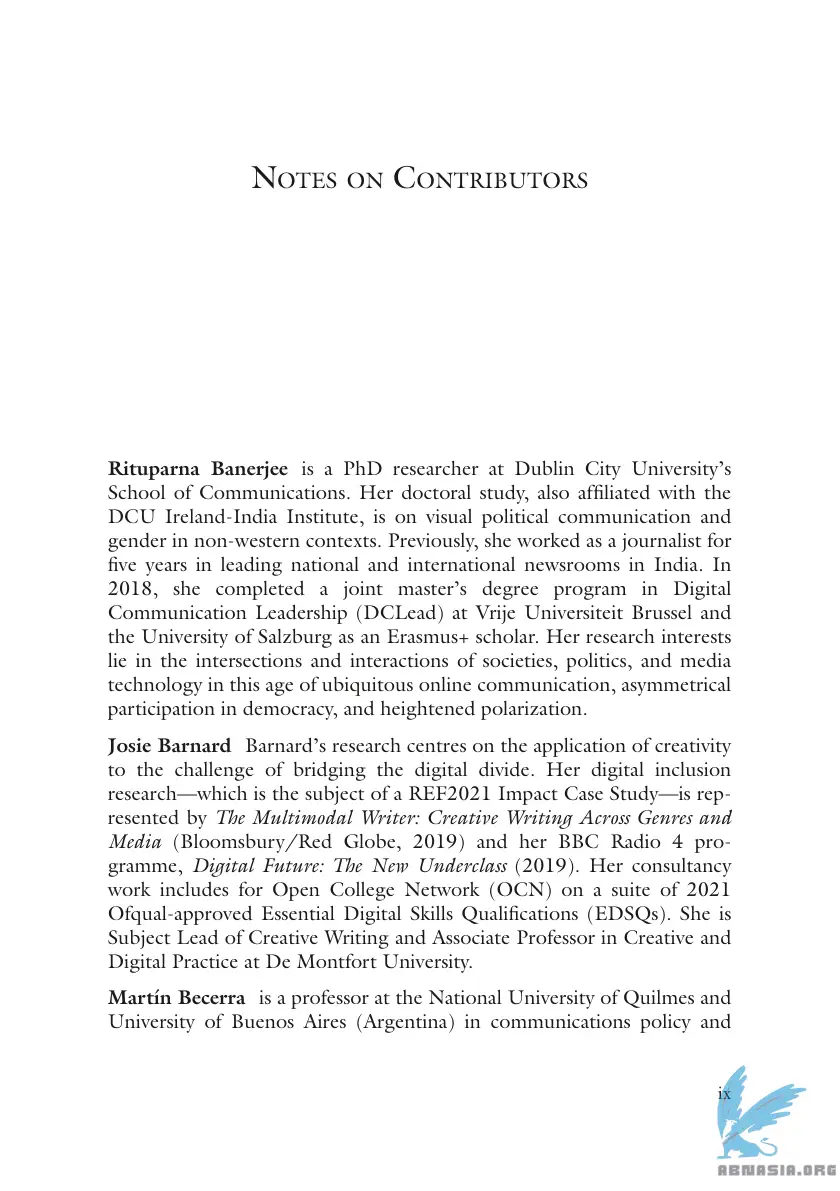 NOTES ON CONTRIBUTORS
Rituparna Banerjee is a PhD researcher at Dublin City University’s
School of Communications. Her doctoral study, also affiliated with the
DCU Ireland-India Institute, is on visual political communication and
gender in non-western contexts. Previously, she worked as a journalist for
five years in leading national and international newsrooms in India. In
2018, she completed a joint master’s degree program in Digital
Communication Leadership (DCLead) at Vrije Universiteit Brussel and
the University of Salzburg as an Erasmus+ scholar. Her research interests
lie in the intersections and interactions of societies, politics, and media
technology in this age of ubiquitous online communication, asymmetrical
participation in democracy, and heightened polarization.
Josie Barnard Barnard’s research centres on the application of creativity
to the challenge of bridging the digital divide. Her digital inclusion
research—which is the subject of a REF2021 Impact Case Study—is rep-
resented by The Multimodal Writer: Creative Writing Across Genres and
Media (Bloomsbury/Red Globe, 2019) and her BBC Radio 4 pro-
gramme, Digital Future: The New Underclass (2019). Her consultancy
work includes for Open College Network (OCN) on a suite of 2021
Ofqual-approved Essential Digital Skills Qualifications (EDSQs). She is
Subject Lead of Creative Writing and Associate Professor in Creative and
Digital Practice at De Montfort University.
Martín Becerra is a professor at the National University of Quilmes and
University of Buenos Aires (Argentina) in communications policy and
ix
ABNASIA.ORG